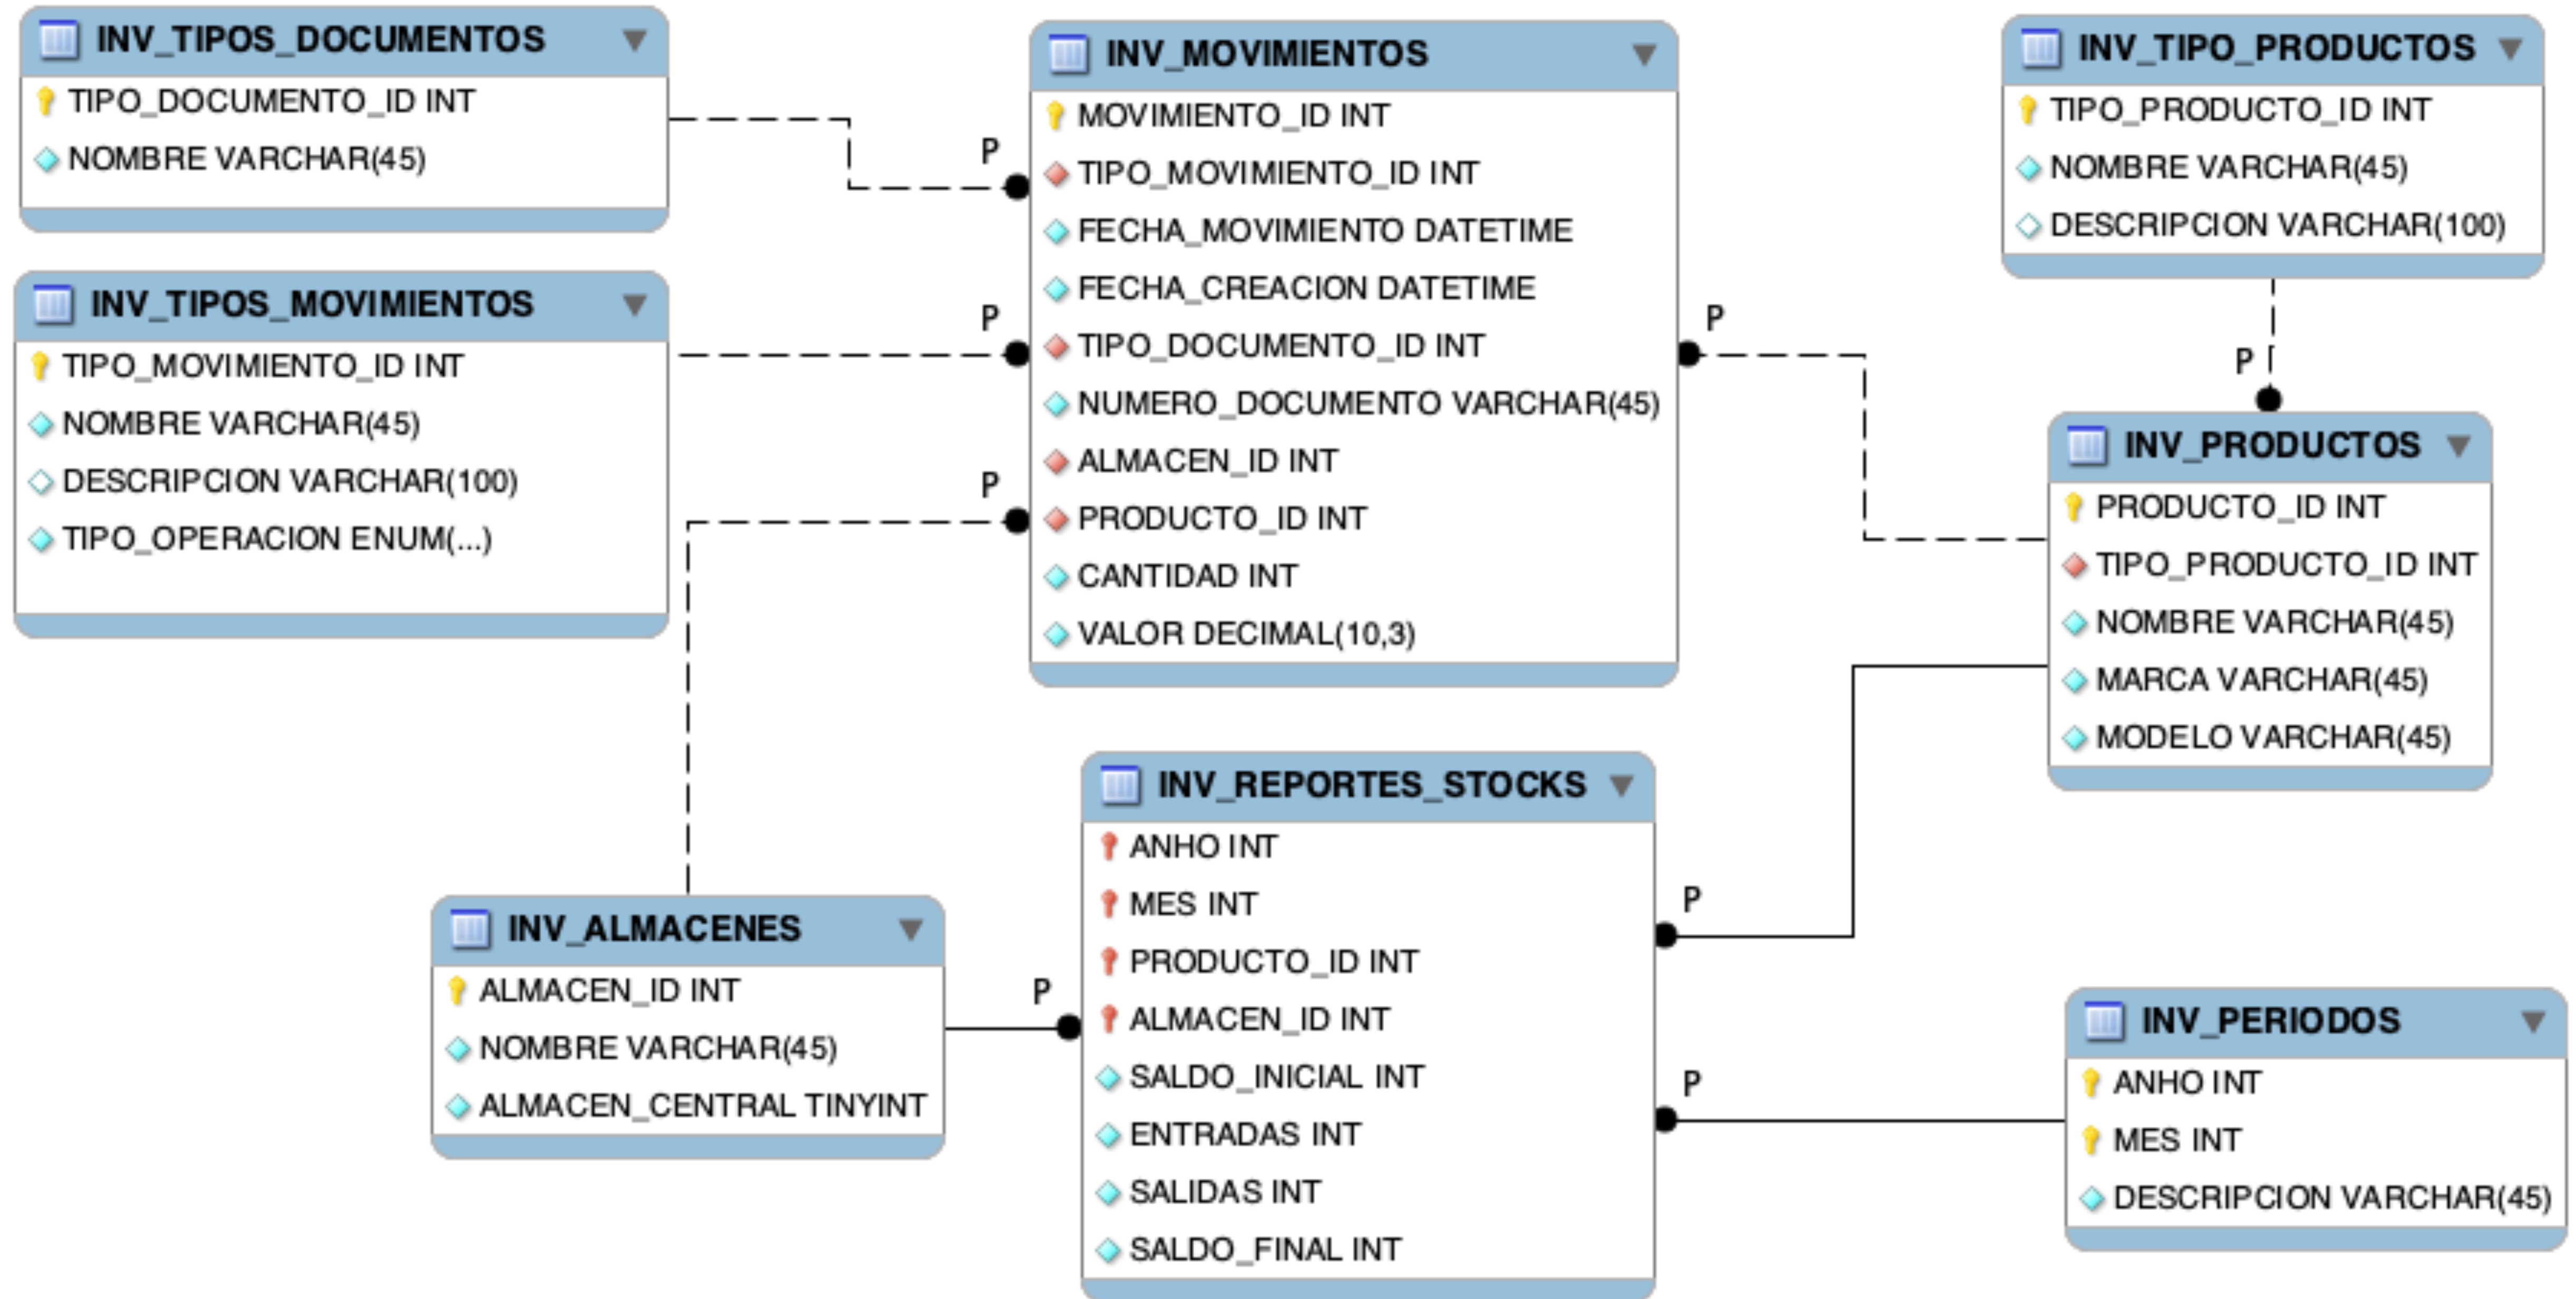 INV_TIPOS_DOCUMENTOS
TIPO_DOCUMENTO_ID INT
NOMBRE VARCHAR(45)
INV_TIPOS_MOVIMIENTOS
TIPO_MOVIMIENTO_ID INT
NOMBRE VARCHAR(45)
DESCRIPCION VARCHAR(100)
TIPO_OPERACION ENUM(...)
P
P
P
INV_MOVIMIENTOS
MOVIMIENTO_ID INT
TIPO_MOVIMIENTO_ID INT
FECHA_MOVIMIENTO DATETIME
FECHA_CREACION DATETIME
TIPO_DOCUMENTO_ID INT
NUMERO_DOCUMENTO VARCHAR(45)
ALMACEN_ID INT
PRODUCTO_ID INT
CANTIDAD INT
VALOR DECIMAL(10,3)
P
INV_TIPO_PRODUCTOS
TIPO_PRODUCTO_ID INT
NOMBRE VARCHAR(45)
DESCRIPCION VARCHAR(100)
P
INV_PRODUCTOS
PRODUCTO_ID INT
TIPO_PRODUCTO_ID INT
NOMBRE VARCHAR(45)
MARCA VARCHAR(45)
MODELO VARCHAR(45)
INV_ALMACENES
ALMACEN_ID INT
NOMBRE VARCHAR(45)
ALMACEN_CENTRAL TINYINT
P
INV_REPORTES_STOCKS
ANHO INT
MES INT
PRODUCTO_ID INT
ALMACEN_ID INT
SALDO_INICIAL INT
ENTRADAS INT
SALIDAS INT
SALDO_FINAL INT
P
P
INV_PERIODOS
ANHO INT
MES INT
DESCRIPCION VARCHAR(45)